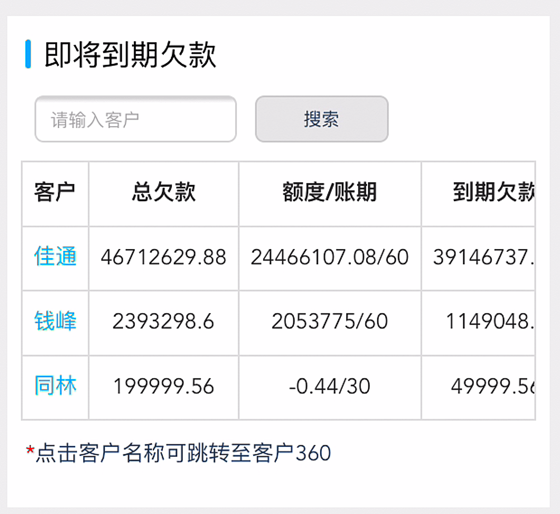 即将到期欠款
请输入客户 搜索
客户 总欠款 额度/账期 到期欠款
佳通 46712629.88 24466107.08/60 39146737.
钱峰 2393298.6 2053775/60 1149048.
同林 199999.56 -0.44/30 49999.56
*点击客户名称可跳转至客户360